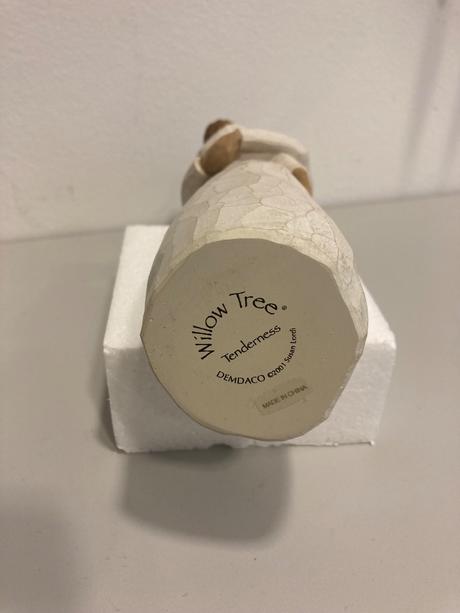 Willow Tree ®
Tenderness
DEMDACO ©2001 Susan Lordi
MADE IN CHINA